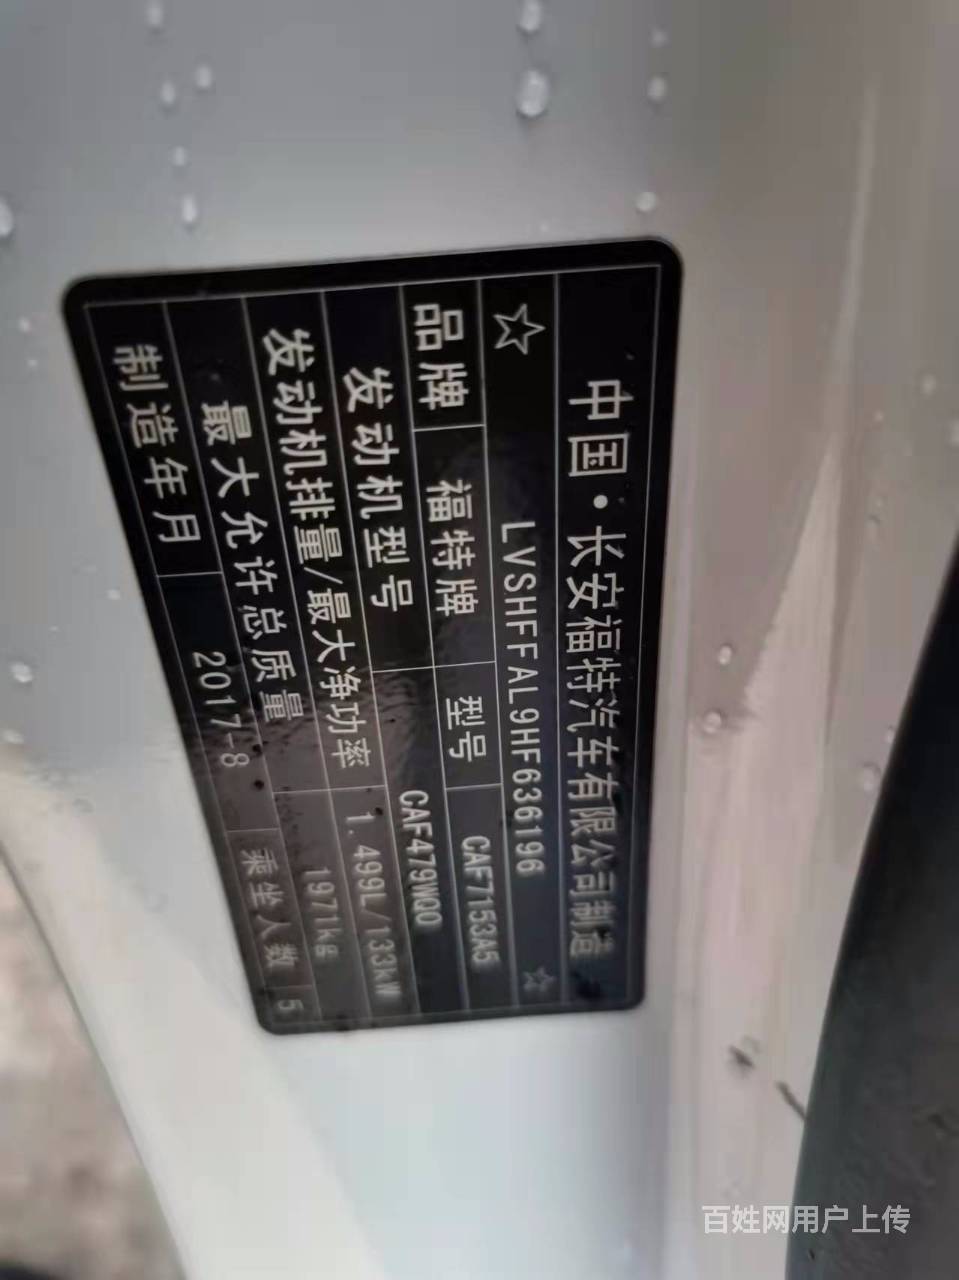 中国·长安福特汽车有限公司制造
☆ LVSHFFAL9HF636196 ☆
品牌 福特牌 型号 CAF7153A5
发动机型号 CAF479WQ0
发动机排量/最大净功率 1.499L/133kW
最大允许总质量 1971kg
制造年月 2017-8 乘坐人数 5
百姓网用户上传